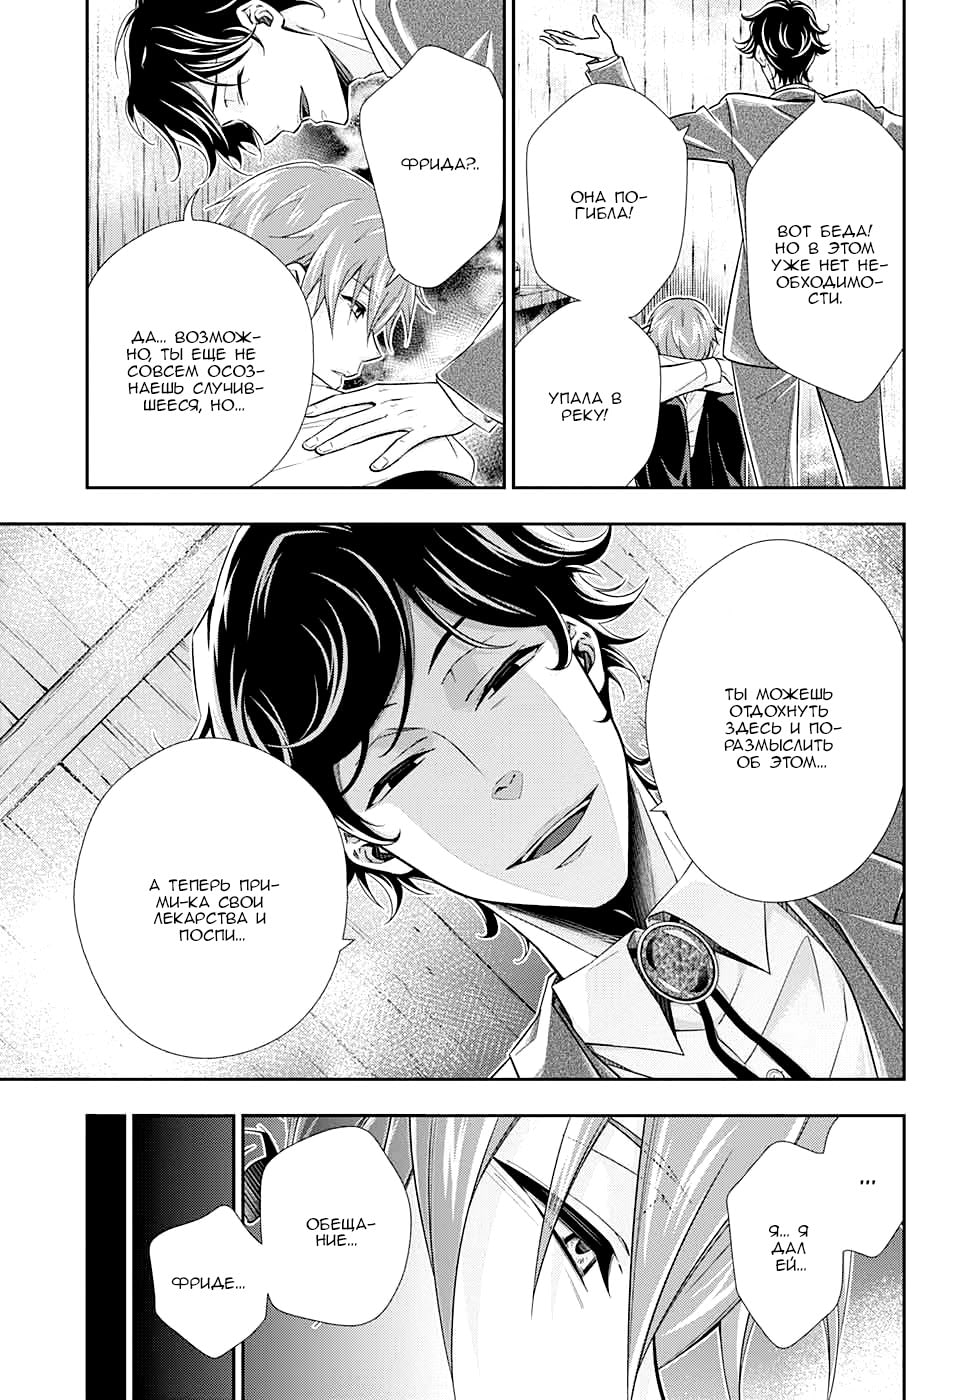 ВОТ БЕДА!
НО В ЭТОМ
УЖЕ НЕТ НЕ-
ОБХОДИМО-
СТИ.
ОНА ПО-
ГИБЛА!
УПАЛА В
РЕКУ!
ФРИДА?..
ДА... ВОЗМОЖ-
НО, ТЫ ЕЩЕ НЕ
СОВСЕМ ОСОЗ-
НАЕШЬ СЛУЧИВ-
ШЕЕСЯ, НО...
ТЫ МОЖЕШЬ
ОТДОХНУТЬ
ЗДЕСЬ И ПО-
РАЗМЫСЛИТЬ
ОБ ЭТОМ...
А ТЕПЕРЬ ПРИ-
МИ-КА СВОИ
ЛЕКАРСТВА И
ПОСПИ...
...
Я... Я
ДАЛ
ЕЙ...
ОБЕЩА-
НИЕ...
ФРИДЕ...